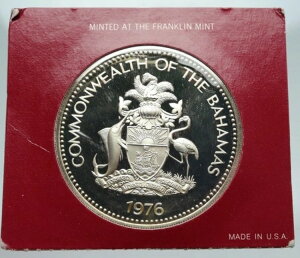 MINTED AT THE FRANKLIN MINT
COMMONWEALTH OF THE BAHAMAS
1976
MADE IN U.S.A.